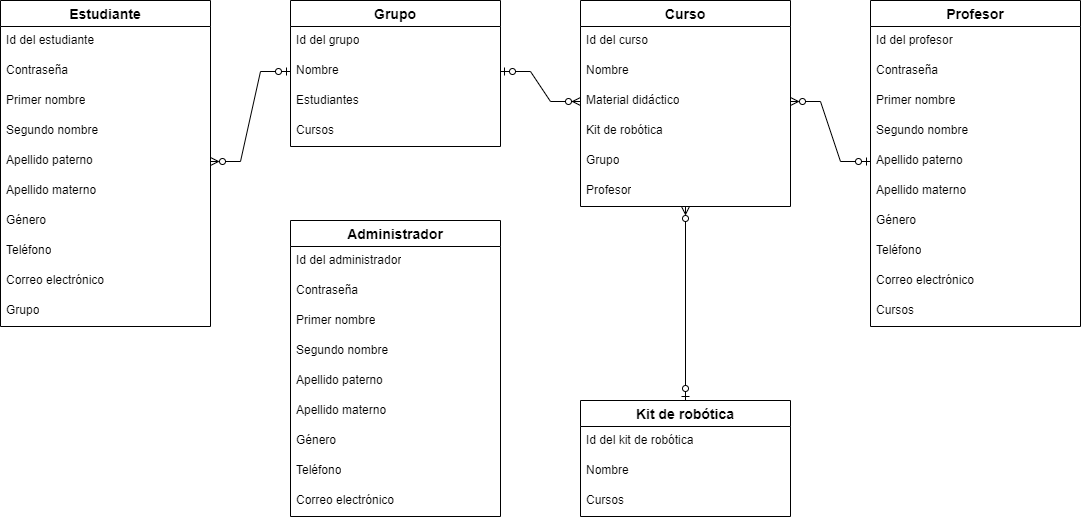 Estudiante
Id del estudiante
Contraseña
Primer nombre
Segundo nombre
Apellido paterno
Apellido materno
Género
Teléfono
Correo electrónico
Grupo
Grupo
Id del grupo
Nombre
Estudiantes
Cursos
Curso
Id del curso
Nombre
Material didáctico
Kit de robótica
Grupo
Profesor
Profesor
Id del profesor
Contraseña
Primer nombre
Segundo nombre
Apellido paterno
Apellido materno
Género
Teléfono
Correo electrónico
Cursos
Administrador
Id del administrador
Contraseña
Primer nombre
Segundo nombre
Apellido paterno
Apellido materno
Género
Teléfono
Correo electrónico
Kit de robótica
Id del kit de robótica
Nombre
Cursos